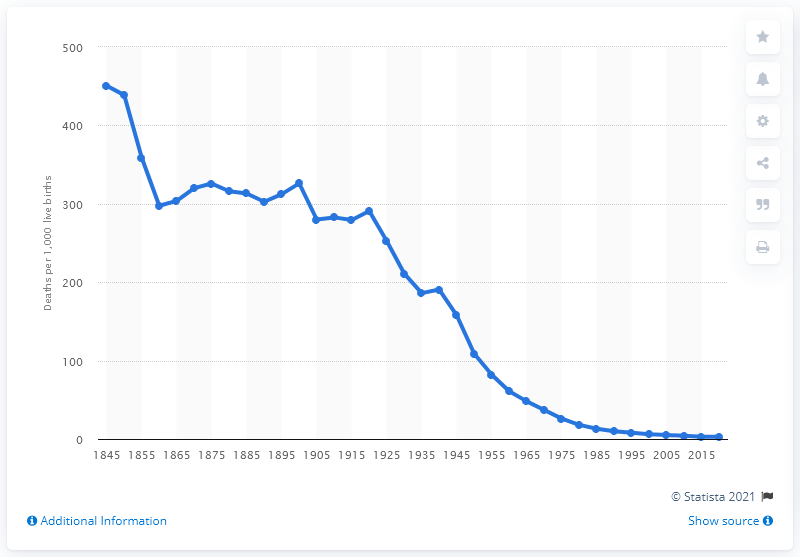 500
400
300
200
100
0
Deaths per 1,000 live births
1845 1855 1865 1875 1885 1895 1905 1915 1925 1935 1945 1955 1965 1975 1985 1995 2005 2015
© Statista 2021
Additional Information
Show source